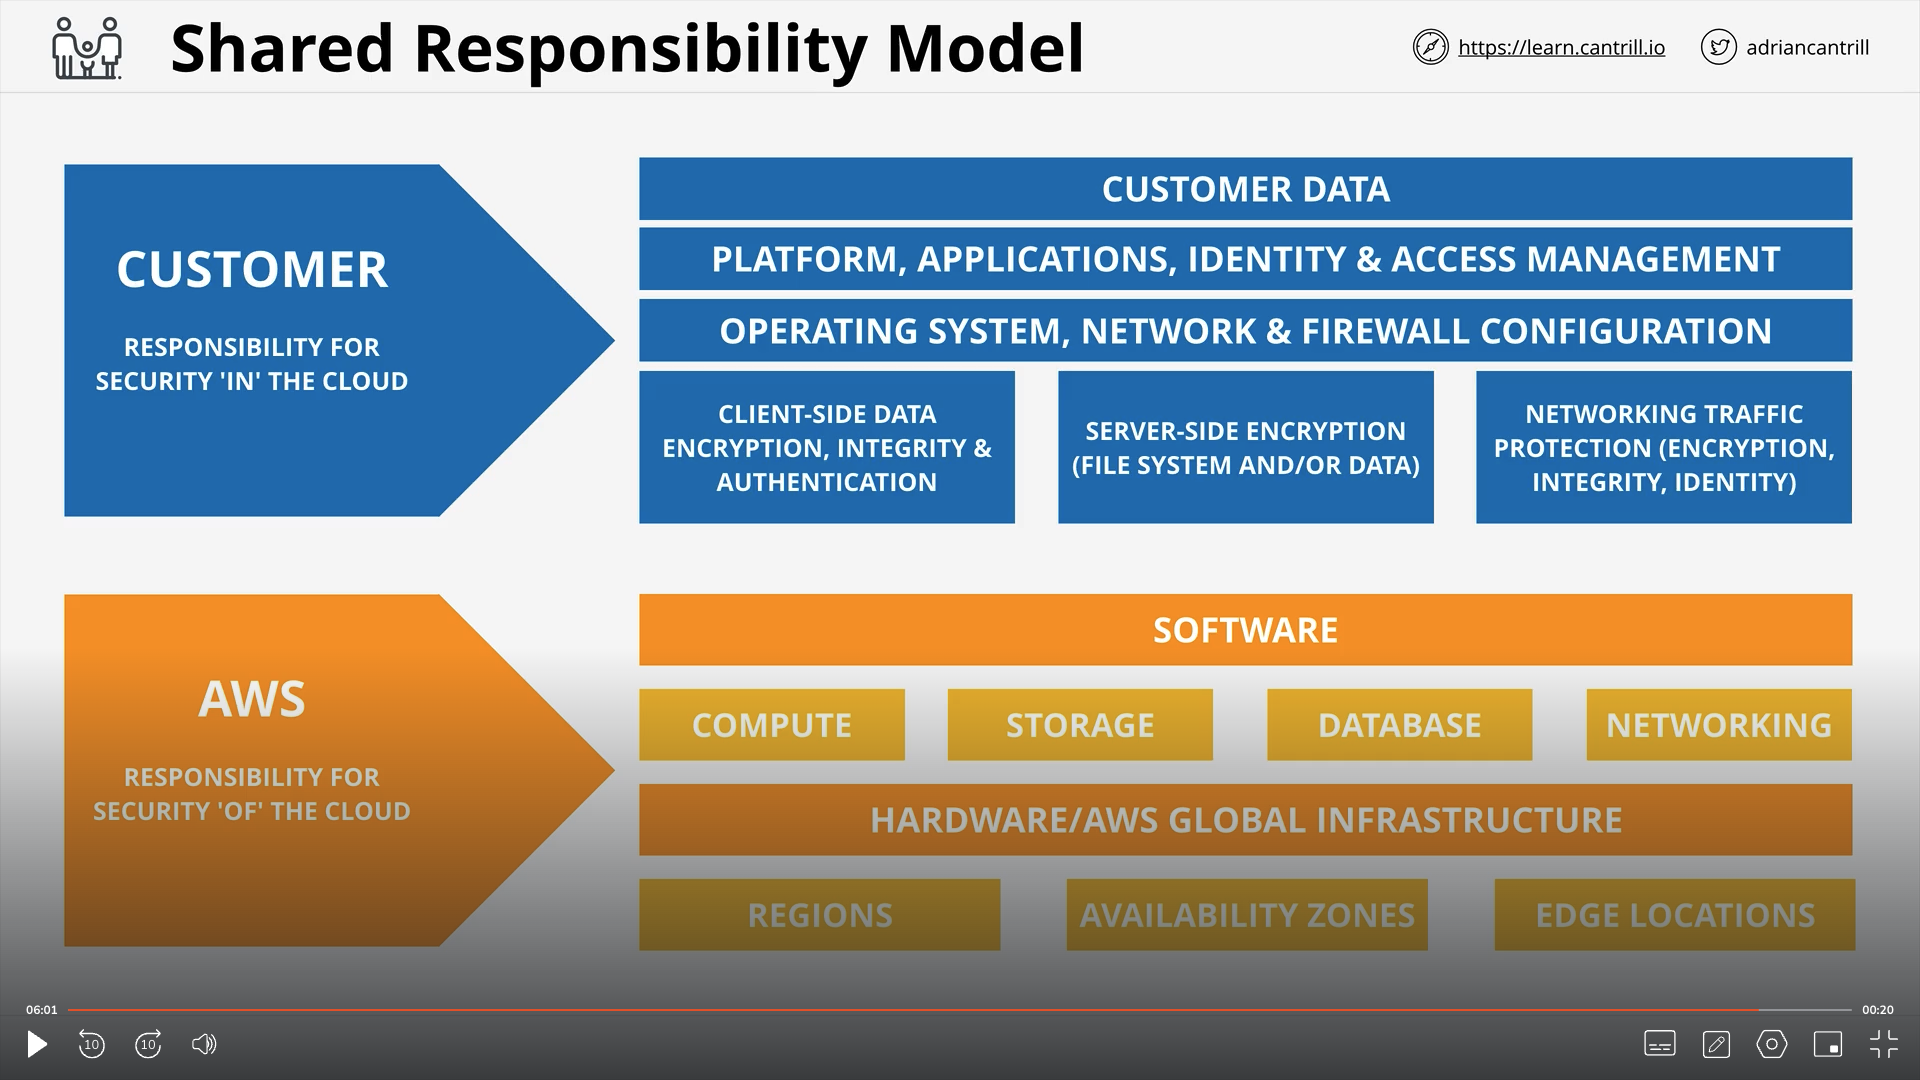 Shared Responsibility Model
https://learn.cantrill.io
adriancantrill
CUSTOMER
RESPONSIBILITY FOR
SECURITY 'IN' THE CLOUD
CUSTOMER DATA
PLATFORM, APPLICATIONS, IDENTITY & ACCESS MANAGEMENT
OPERATING SYSTEM, NETWORK & FIREWALL CONFIGURATION
CLIENT-SIDE DATA
ENCRYPTION, INTEGRITY &
AUTHENTICATION
SERVER-SIDE ENCRYPTION
(FILE SYSTEM AND/OR DATA)
NETWORKING TRAFFIC
PROTECTION (ENCRYPTION,
INTEGRITY, IDENTITY)
AWS
RESPONSIBILITY FOR
SECURITY 'OF' THE CLOUD
SOFTWARE
COMPUTE
STORAGE
DATABASE
NETWORKING
HARDWARE/AWS GLOBAL INFRASTRUCTURE
REGIONS
AVAILABILITY ZONES
EDGE LOCATIONS
06:01
00:20
10
10